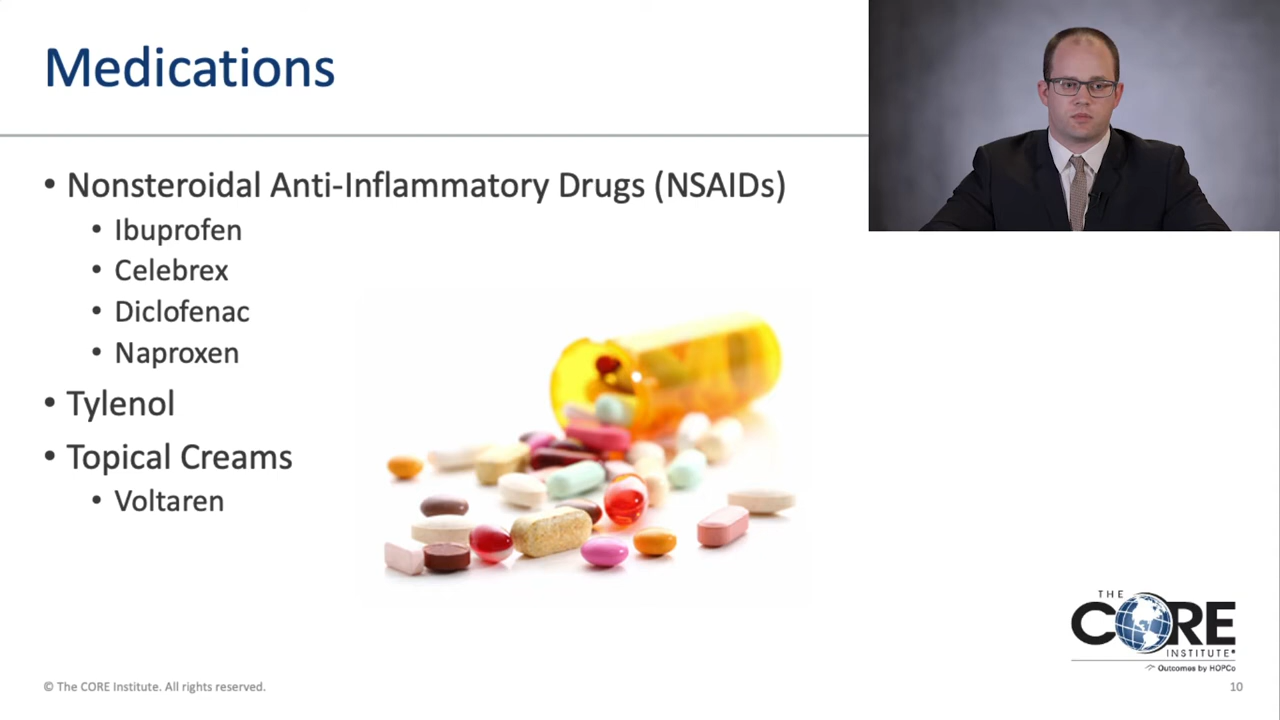 Medications
• Nonsteroidal Anti-Inflammatory Drugs (NSAIDs)
• Ibuprofen
• Celebrex
• Diclofenac
• Naproxen
• Tylenol
• Topical Creams
• Voltaren
THE
CORE
INSTITUTE®
Outcomes by HOPCo
© The CORE Institute. All rights reserved.
10